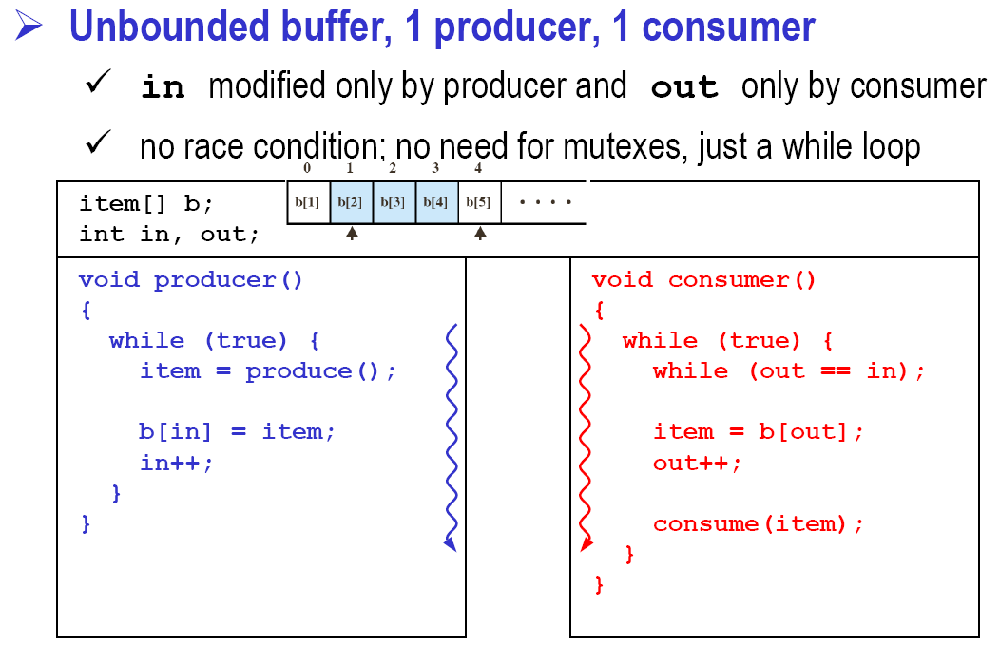 ➢ Unbounded buffer, 1 producer, 1 consumer
✓ in modified only by producer and out only by consumer
✓ no race condition; no need for mutexes, just a while loop
0 1 2 3 4
item[] b; b[1] b[2] b[3] b[4] b[5] · · · ·
int in, out;
void producer()
{
while (true) {
item = produce();
b[in] = item;
in++;
}
}
void consumer()
{
while (true) {
while (out == in);
item = b[out];
out++;
consume(item);
}
}